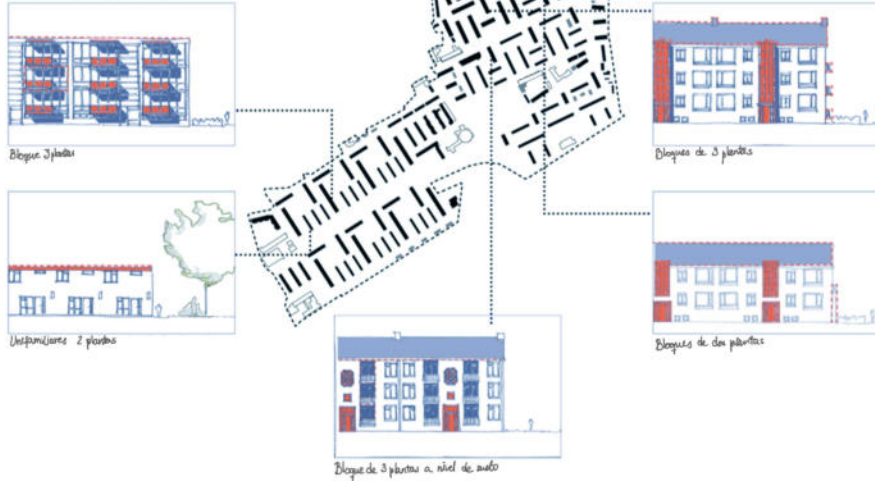 Bloque 3 plantas
Bloques de 3 plantas
Unifamiliares 2 plantas
Bloques de dos plantas
Bloque de 3 plantas a nivel de suelo